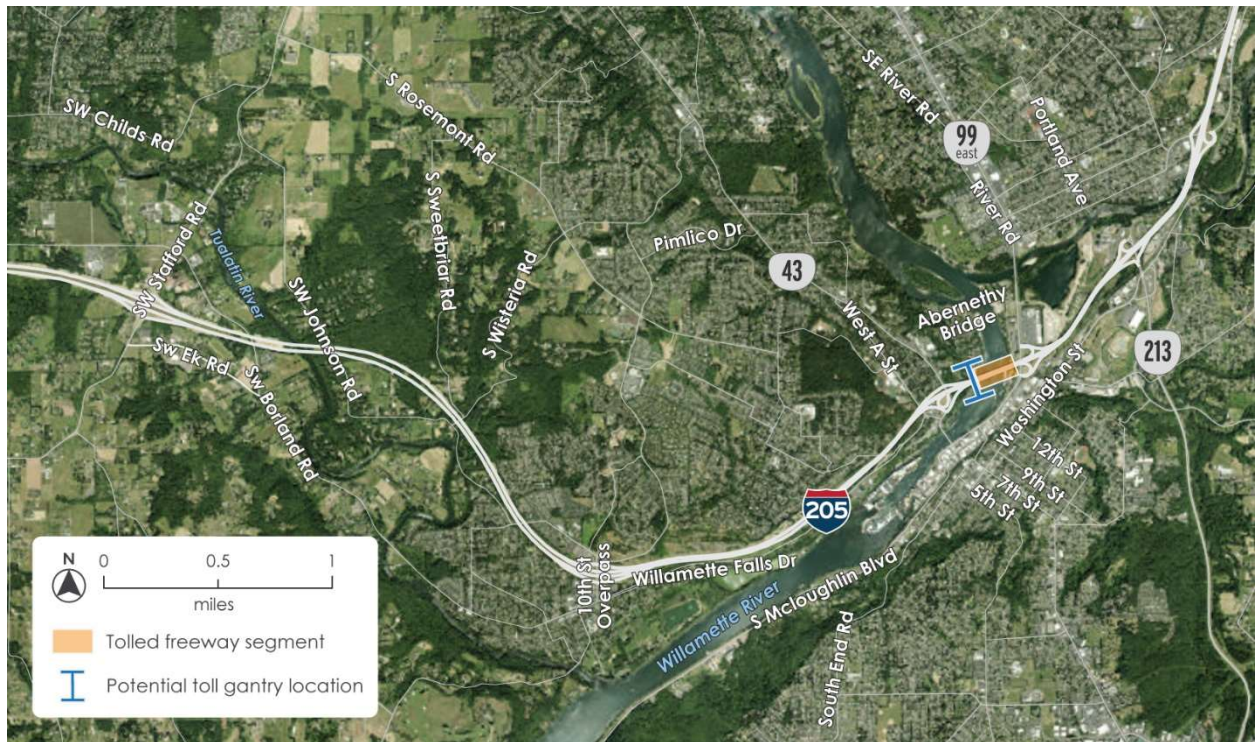 SW Childs Rd
S Rosemont Rd
SE River Rd
Portland Ave
99
east
River Rd
SW Stafford Rd
Tualatin River
S Sweetbriar Rd
Pimlico Dr
43
S Wisteria Rd
SW Johnson Rd
West A St
Abernethy
Bridge
213
Sw Ek Rd
Sw Borland Rd
Washington St
12th St
9th St
7th St
5th St
205
10th St
Overpass
Willamette Falls Dr
Willamette River
S Mcloughlin Blvd
South End Rd
N
0 0.5 1
miles
Tolled freeway segment
Potential toll gantry location